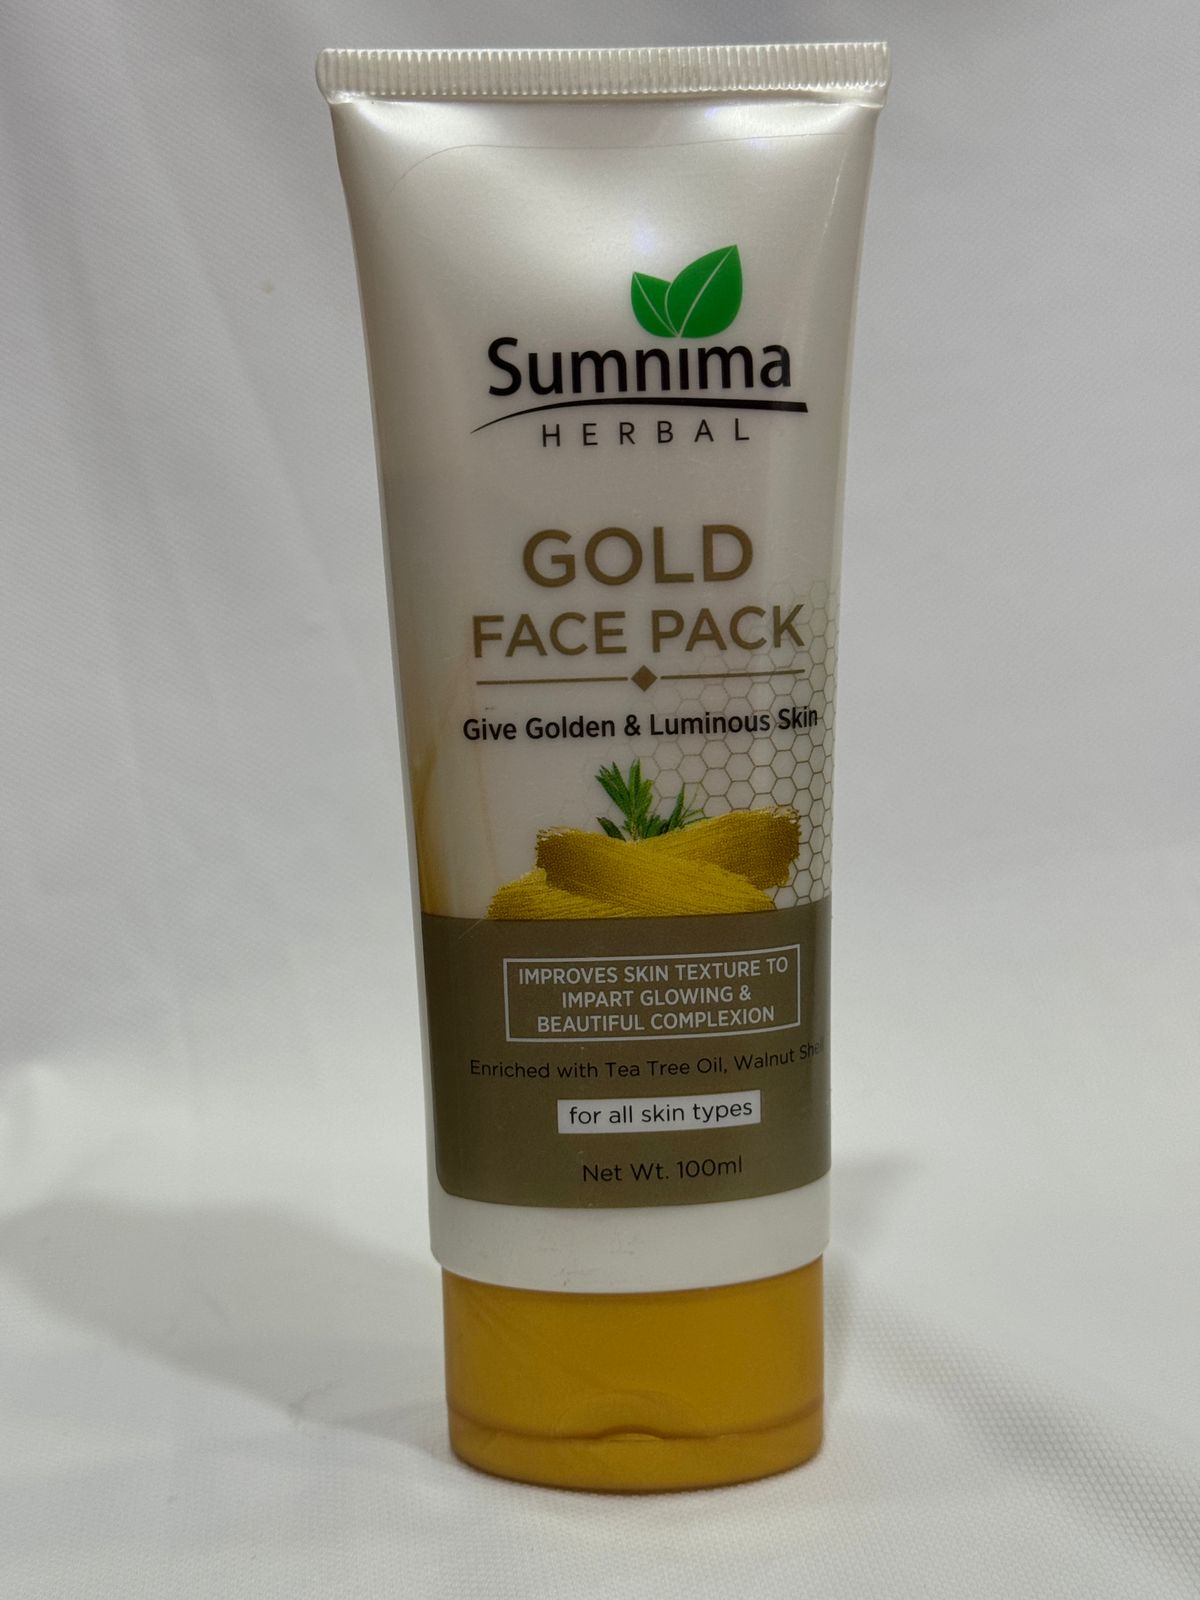 Sumnima
HERBAL
GOLD
FACE PACK
Give Golden & Luminous Skin
IMPROVES SKIN TEXTURE TO
IMPART GLOWING &
BEAUTIFUL COMPLEXION
Enriched with Tea Tree Oil, Walnut
for all skin types
Net Wt. 100ml